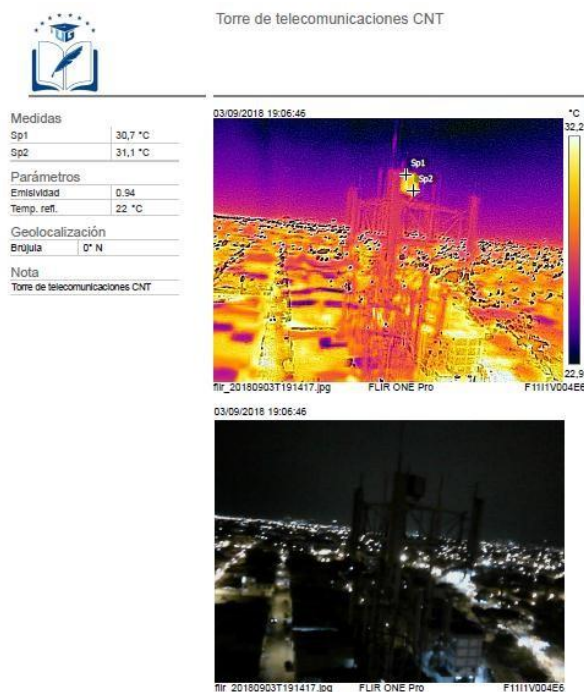 Torre de telecomunicaciones CNT
Medidas
Sp1 30,7 °C
Sp2 31,1 °C
Parámetros
Emisividad 0.94
Temp. refl. 22 °C
Geolocalización
Brújula 0° N
Nota
Torre de telecomunicaciones CNT
03/09/2018 19:06:46
°C
32,2
Sp1
Sp2
22,9
flir_20180903T191417.jpg FLIR ONE Pro F11I1V004E6
03/09/2018 19:06:46
flir_20180903T191417.jpg FLIR ONE Pro F11I1V004E6